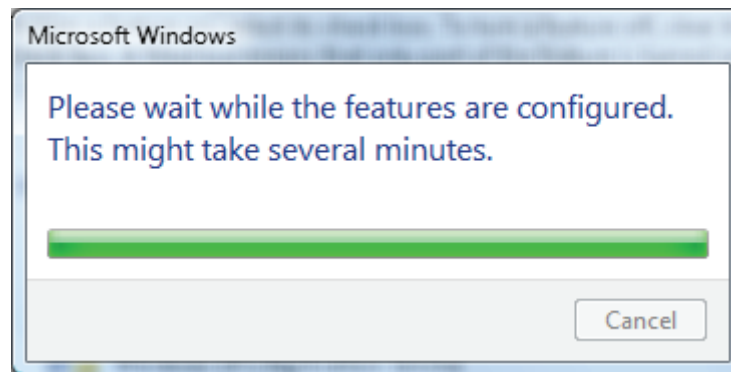 Microsoft Windows
Please wait while the features are configured.
This might take several minutes.
Cancel